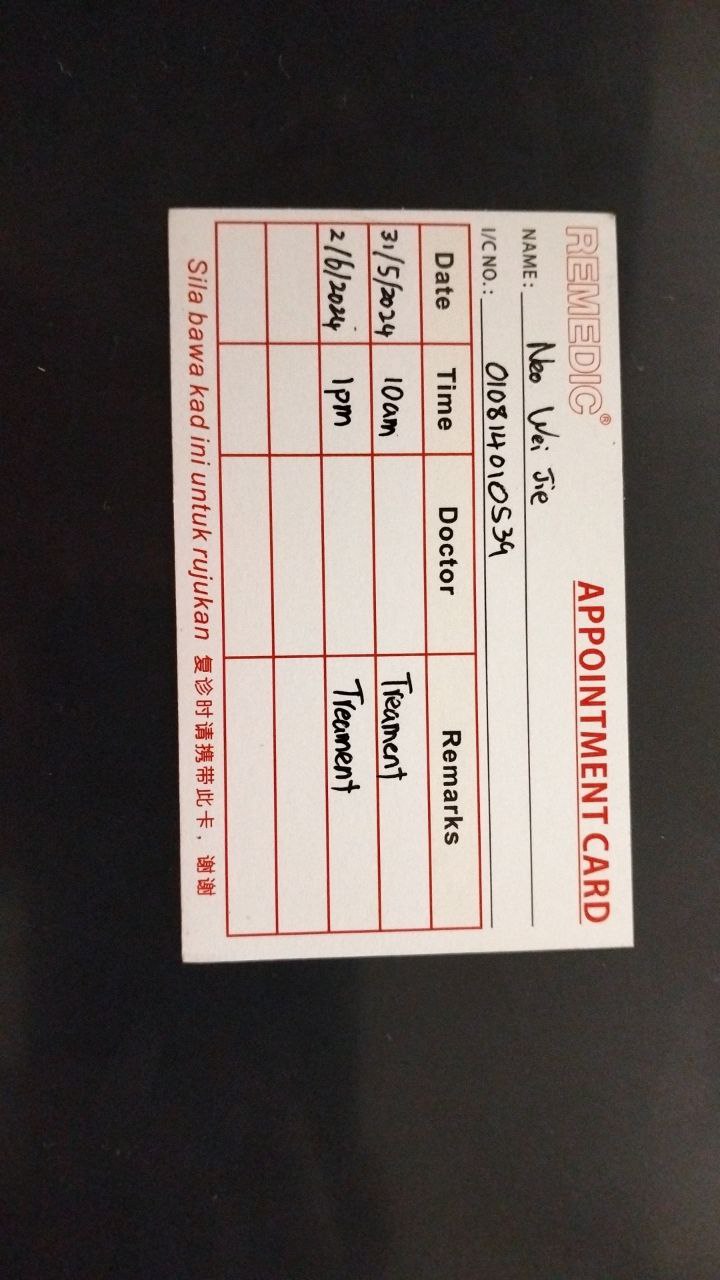 REMEDIC® APPOINTMENT CARD
NAME: Neo Wei Jie
I/C NO.: 010814010539
Date Time Doctor Remarks
31/5/2024 10am Treament
2/6/2024 1pm Treament
Sila bawa kad ini untuk rujukan 复诊时请携带此卡，谢谢